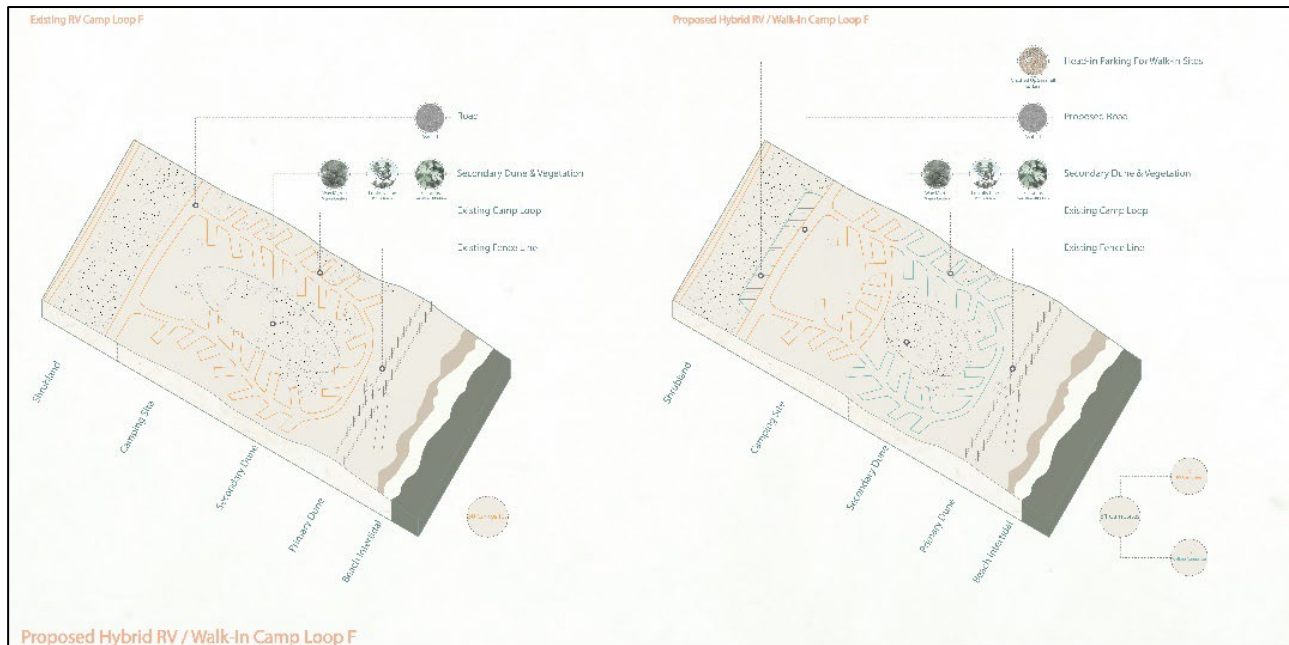 Existing RV Camp Loop F
Road
Secondary Dune & Vegetation
Existing Camp Loop
Existing Fence Line
Shrubland
Camping Site
Secondary Dune
Primary Dune
Beach Intertidal
Proposed Hybrid RV / Walk-In Camp Loop F
Head-in Parking For Walk-in Sites
Proposed Road
Secondary Dune & Vegetation
Existing Camp Loop
Existing Fence Line
Shrubland
Camping Site
Secondary Dune
Primary Dune
Beach Intertidal
Proposed Hybrid RV / Walk-In Camp Loop F